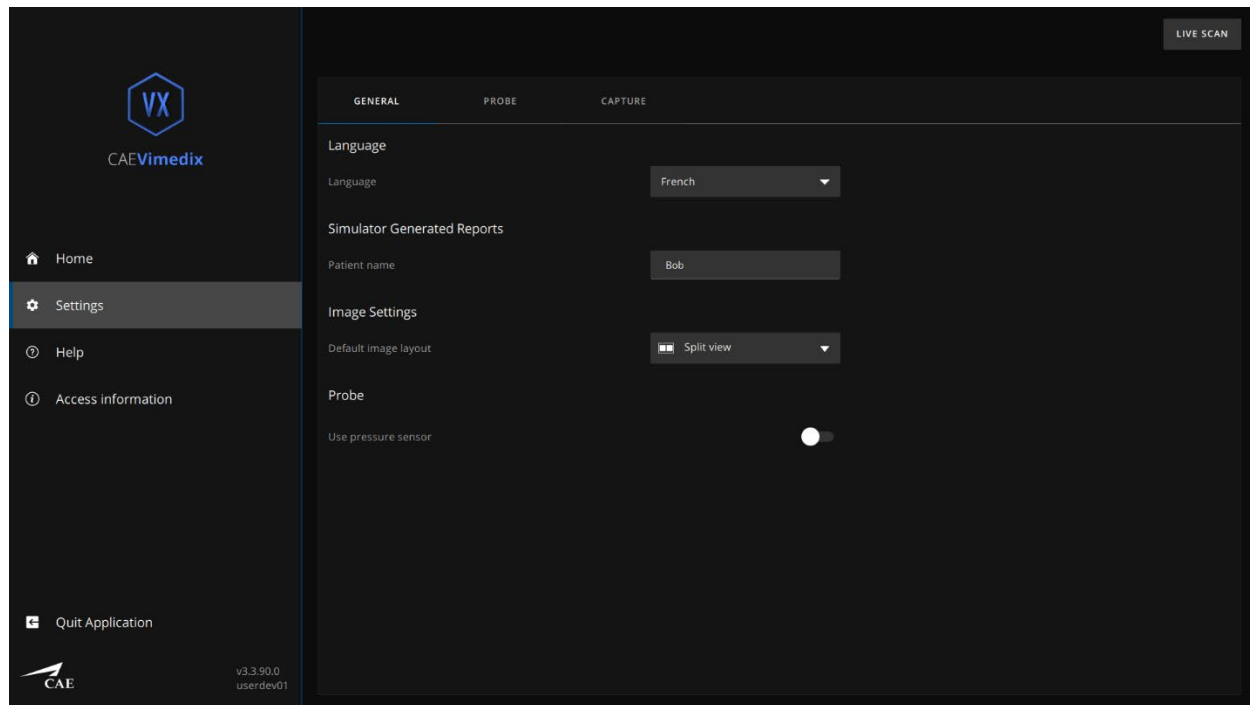 LIVE SCAN
VX
CAEVimedix
Home
Settings
Help
Access information
Quit Application
CAE
v3.3.90.0
userdev01
GENERAL PROBE CAPTURE
Language
Language French
Simulator Generated Reports
Patient name Bob
Image Settings
Default image layout Split view
Probe
Use pressure sensor